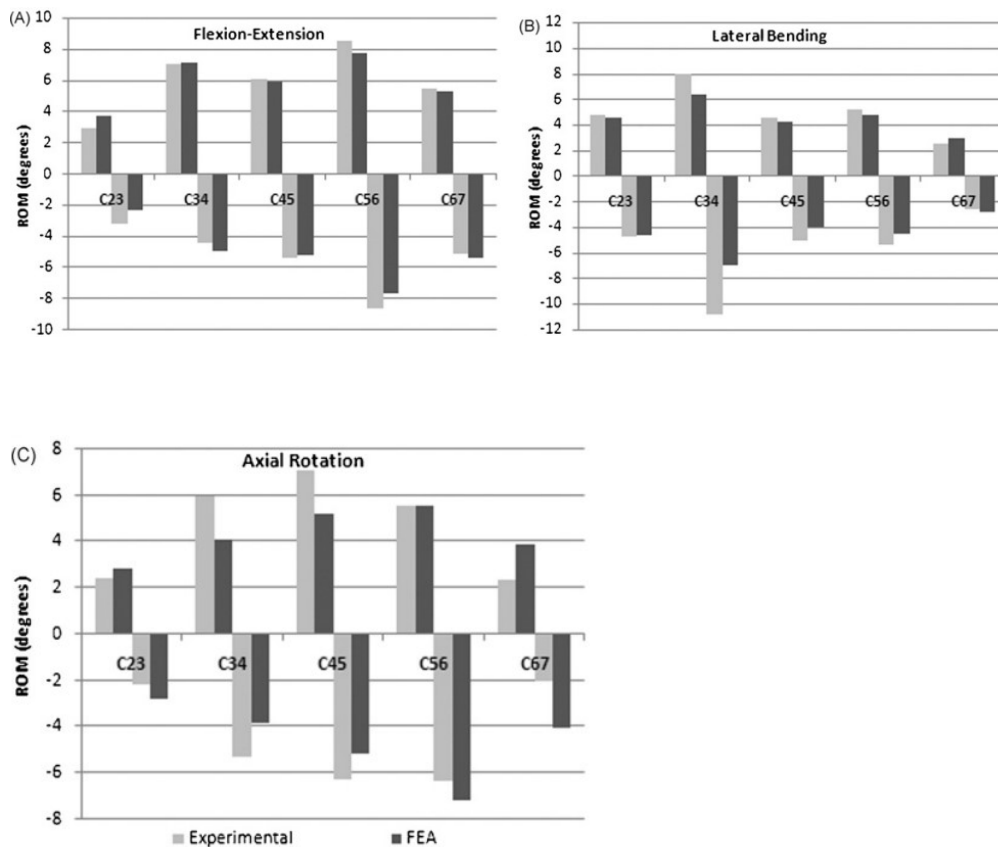 (A)
Flexion-Extension
ROM (degrees)
10
8
6
4
2
0
-2
-4
-6
-8
-10
C23 C34 C45 C56 C67
(B)
Lateral Bending
ROM (degrees)
12
10
8
6
4
2
0
-2
-4
-6
-8
-10
-12
C23 C34 C45 C56 C67
(C)
Axial Rotation
ROM (degrees)
8
6
4
2
0
-2
-4
-6
-8
C23 C34 C45 C56 C67
Experimental FEA